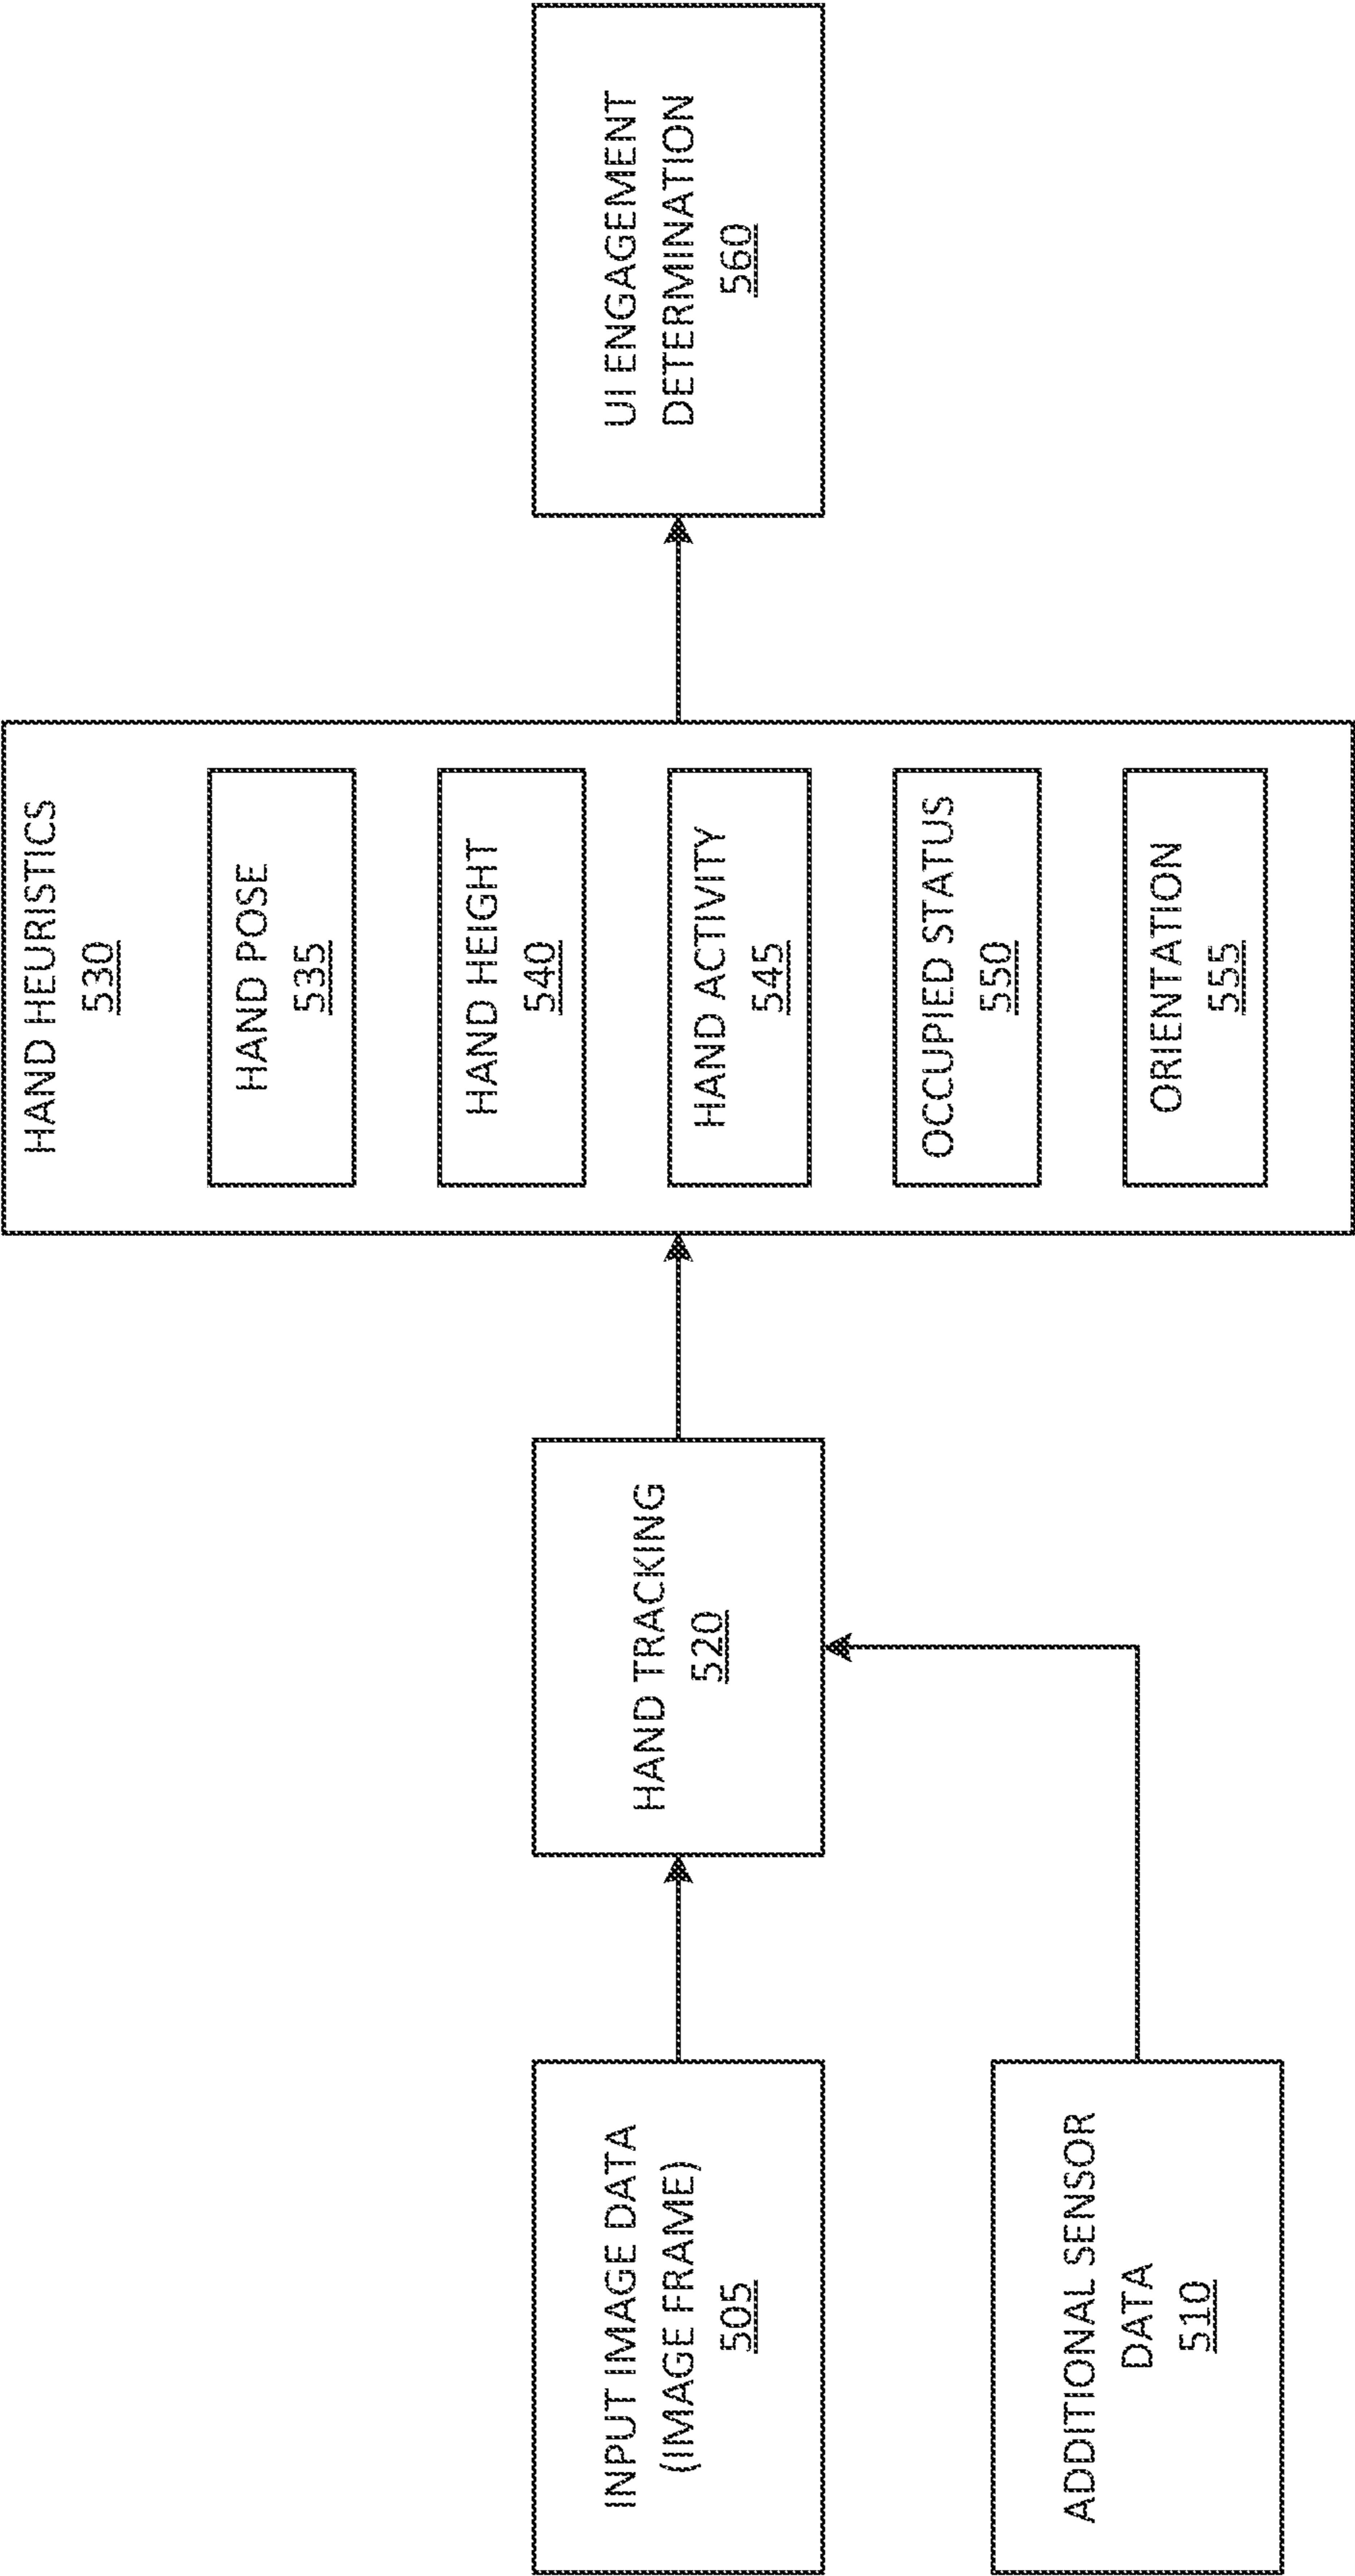 INPUT IMAGE DATA
(IMAGE FRAME)
505
ADDITIONAL SENSOR
DATA
510
HAND TRACKING
520
HAND HEURISTICS
530
HAND POSE
535
HAND HEIGHT
540
HAND ACTIVITY
545
OCCUPIED STATUS
550
ORIENTATION
555
UI ENGAGEMENT
DETERMINATION
560